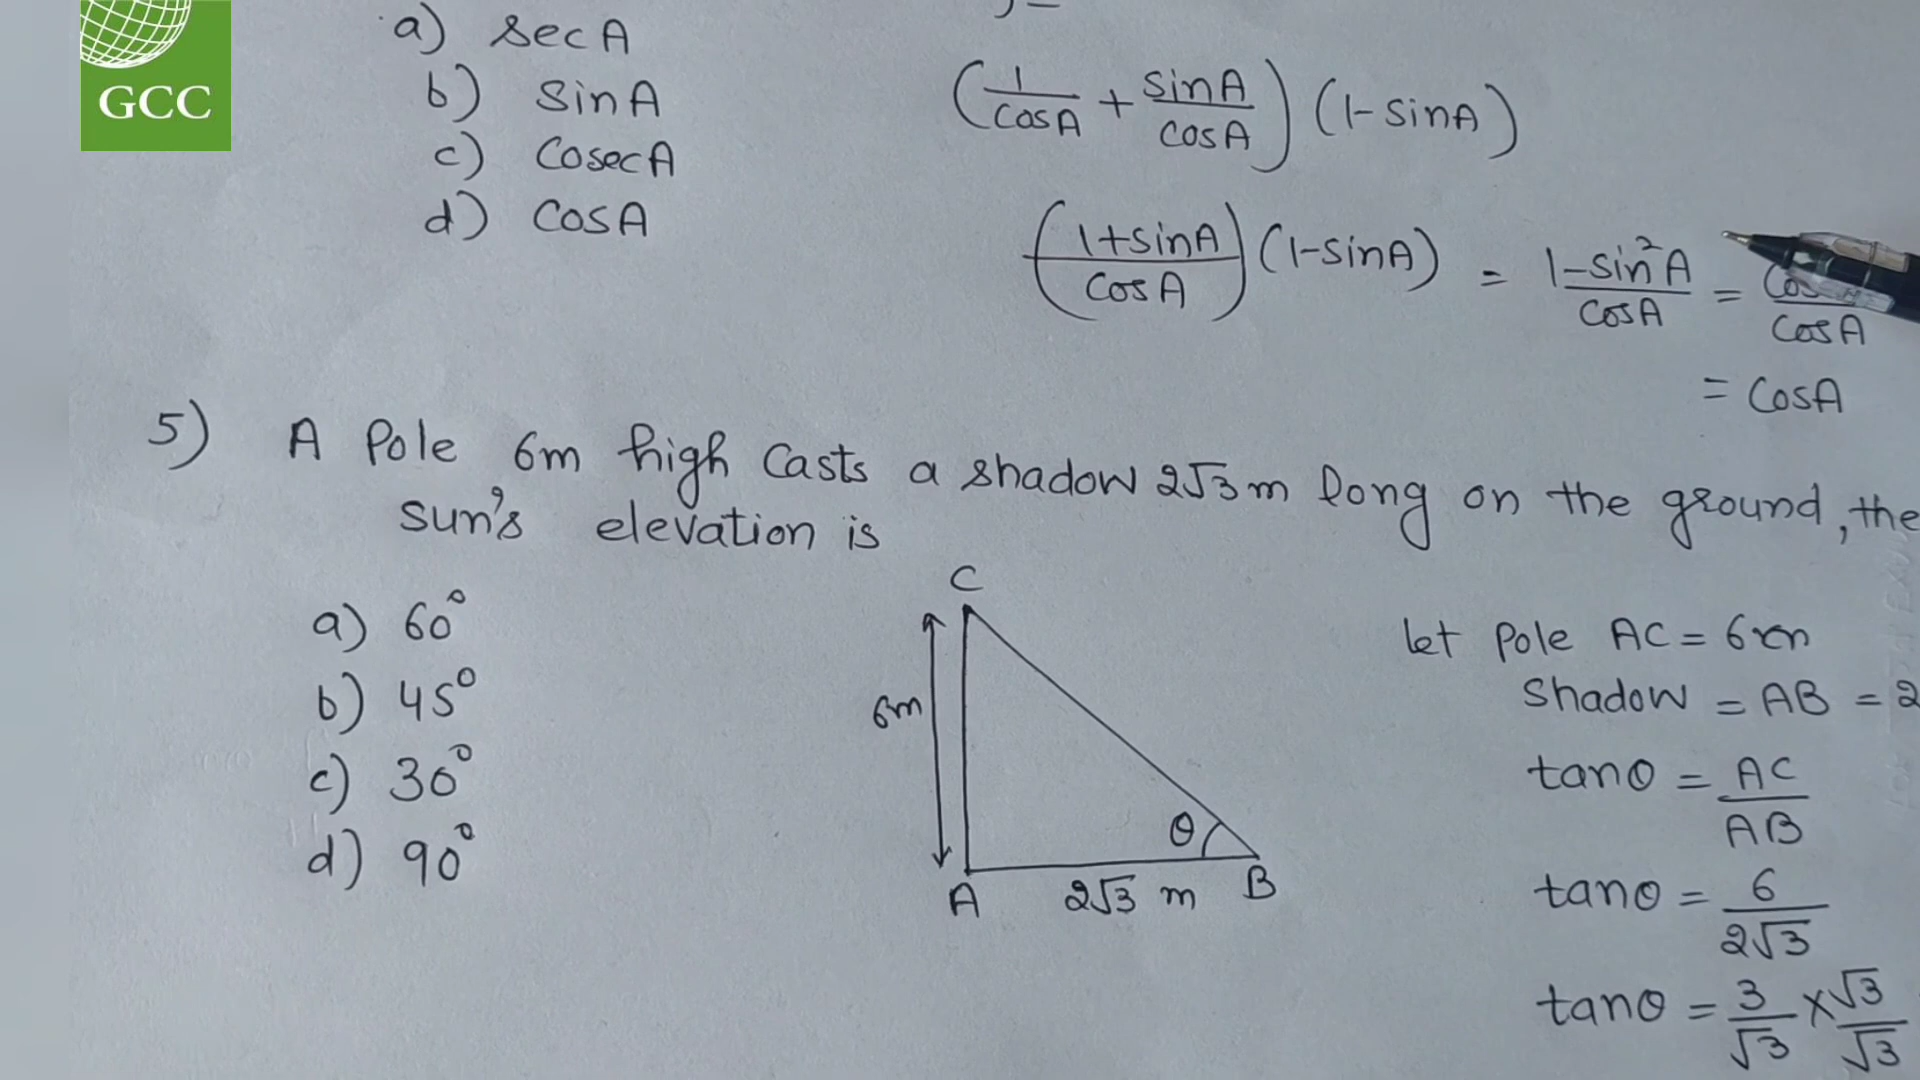 GCC
a) secA
b) sinA
c) cosecA
d) cosA
(1/cosA + sinA/cosA) (1-sinA)
(1+sinA/cosA) (1-sinA) = 1-sin²A/cosA = /cosA
= cosA
5) A Pole 6m high casts a shadow 2√3 m long on the ground, the
sun's elevation is
a) 60°
b) 45°
c) 30°
d) 90°
C
6m
θ
A 2√3 m B
let pole AC = 6m
shadow = AB = 2
tanθ = AC/AB
tanθ = 6/2√3
tanθ = 3/√3 × √3/√3